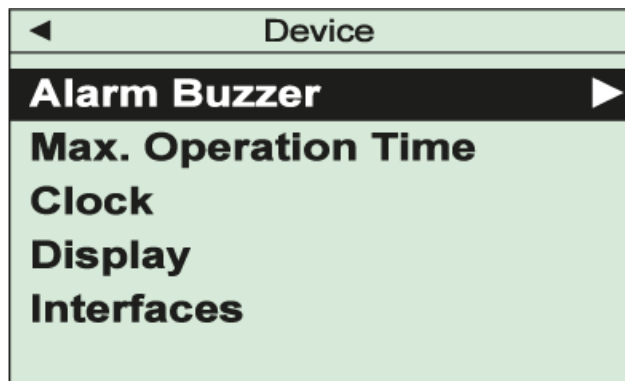 Device
Alarm Buzzer
Max. Operation Time
Clock
Display
Interfaces